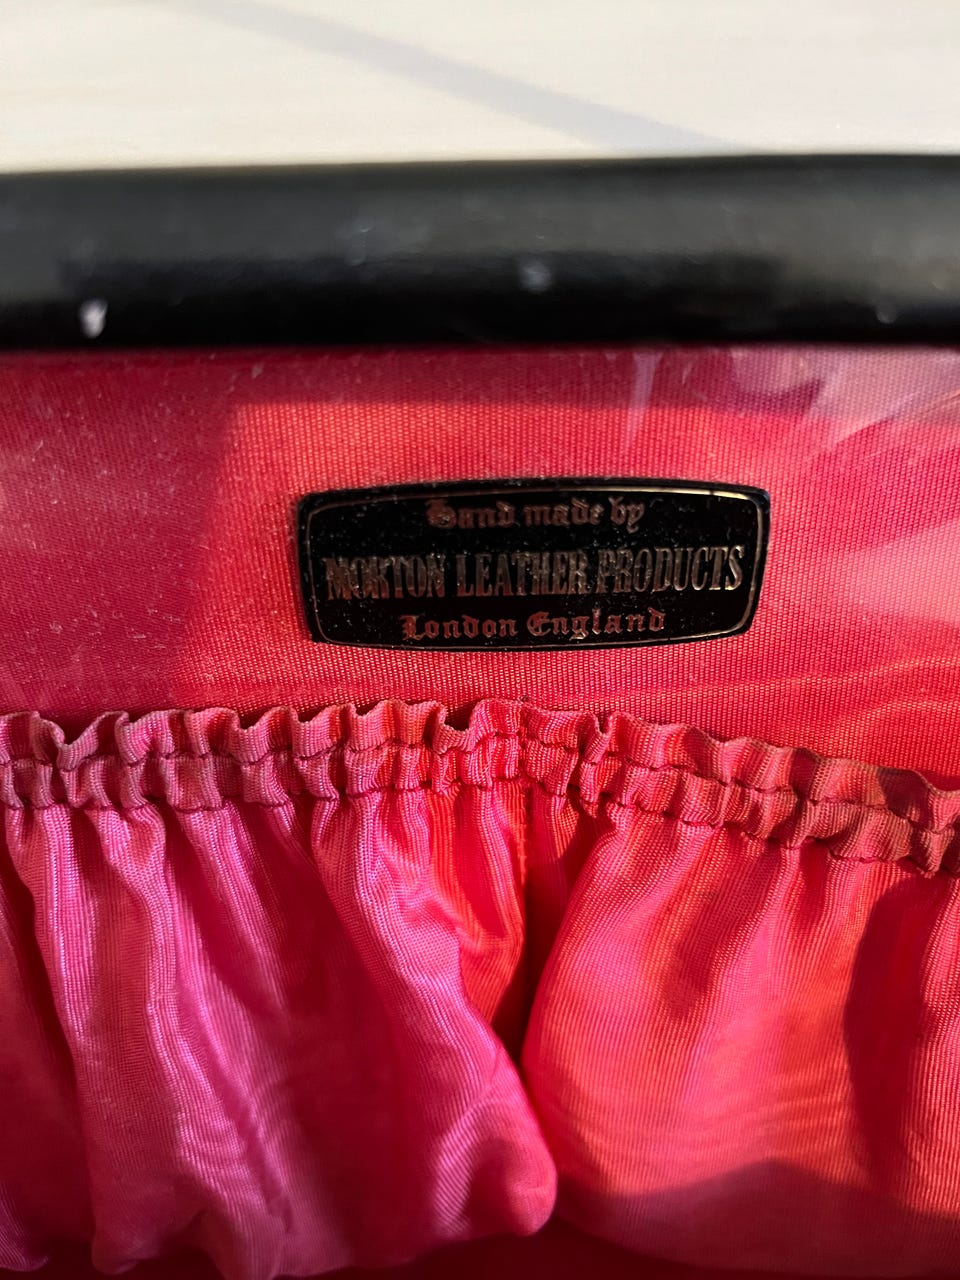 Hand made by
MORTON LEATHER PRODUCTS
London England